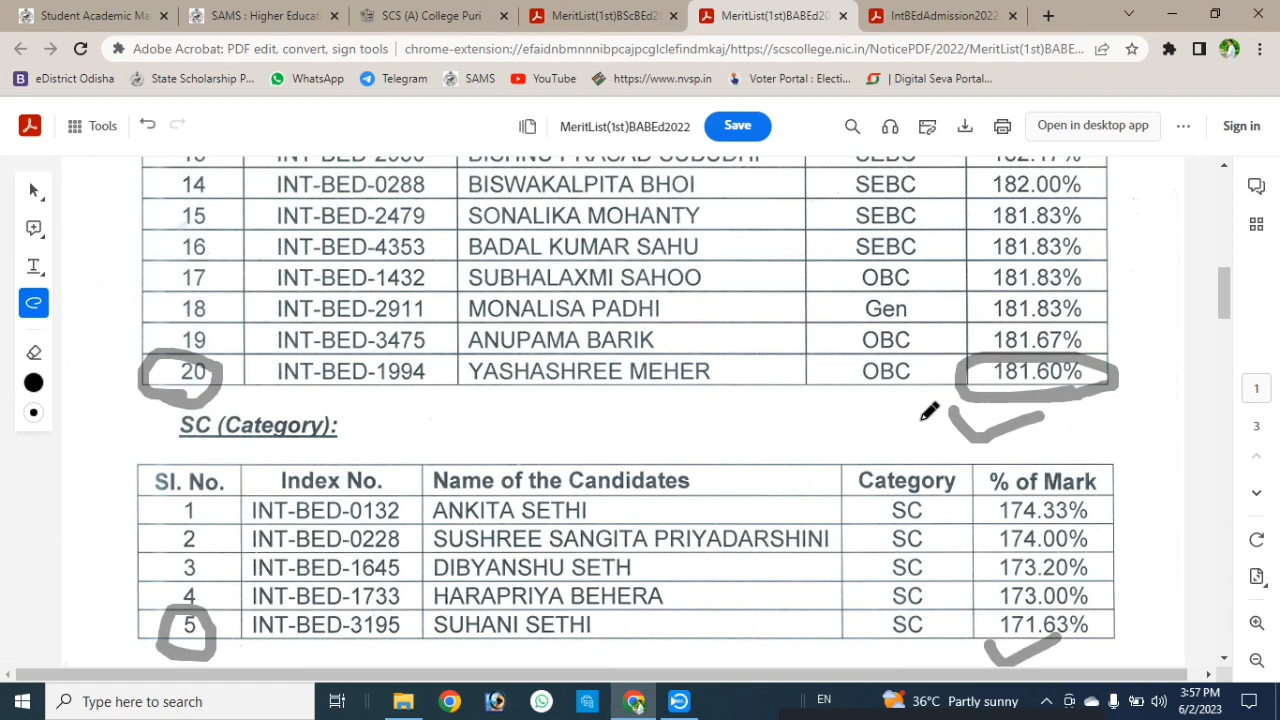 Student Academic Ma
SAMS : Higher Educat
SCS (A) College Puri
MeritList(1st)BScBEd2
MeritList(1st)BABEd20
IntBEdAdmission2022
Adobe Acrobat: PDF edit, convert, sign tools | chrome-extension://efaidnbmnnnibpcajpcglclefindmkaj/https://scscollege.nic.in/NoticePDF/2022/MeritList(1st)BABE...
eDistrict Odisha State Scholarship P... WhatsApp Telegram SAMS YouTube https://www.nvsp.in Voter Portal : Electi... | Digital Seva Portal...
Tools MeritList(1st)BABEd2022 Save Open in desktop app Sign in
14 INT-BED-0288 BISWAKALPITA BHOI SEBC 182.00%
15 INT-BED-2479 SONALIKA MOHANTY SEBC 181.83%
16 INT-BED-4353 BADAL KUMAR SAHU SEBC 181.83%
17 INT-BED-1432 SUBHALAXMI SAHOO OBC 181.83%
18 INT-BED-2911 MONALISA PADHI Gen 181.83%
19 INT-BED-3475 ANUPAMA BARIK OBC 181.67%
20 INT-BED-1994 YASHASHREE MEHER OBC 181.60%
1
3
SC (Category):
Sl. No. Index No. Name of the Candidates Category % of Mark
1 INT-BED-0132 ANKITA SETHI SC 174.33%
2 INT-BED-0228 SUSHREE SANGITA PRIYADARSHINI SC 174.00%
3 INT-BED-1645 DIBYANSHU SETH SC 173.20%
4 INT-BED-1733 HARAPRIYA BEHERA SC 173.00%
5 INT-BED-3195 SUHANI SETHI SC 171.63%
Type here to search ENG 36°C Partly sunny 3:57 PM
6/2/2023